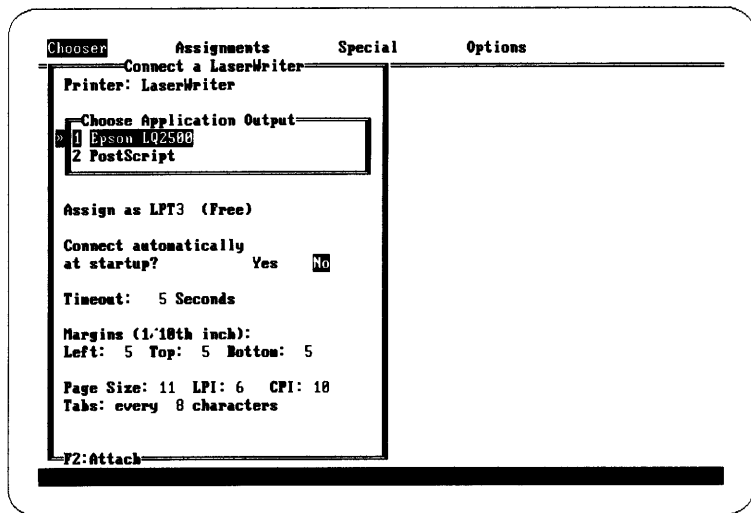 Chooser Assignments Special Options
Connect a LaserWriter
Printer: LaserWriter
Choose Application Output
» 1 Epson LQ2500
2 PostScript
Assign as LPT3 (Free)
Connect automatically
at startup? Yes No
Timeout: 5 Seconds
Margins (1/10th inch):
Left: 5 Top: 5 Bottom: 5
Page Size: 11 LPI: 6 CPI: 10
Tabs: every 8 characters
F2:Attach